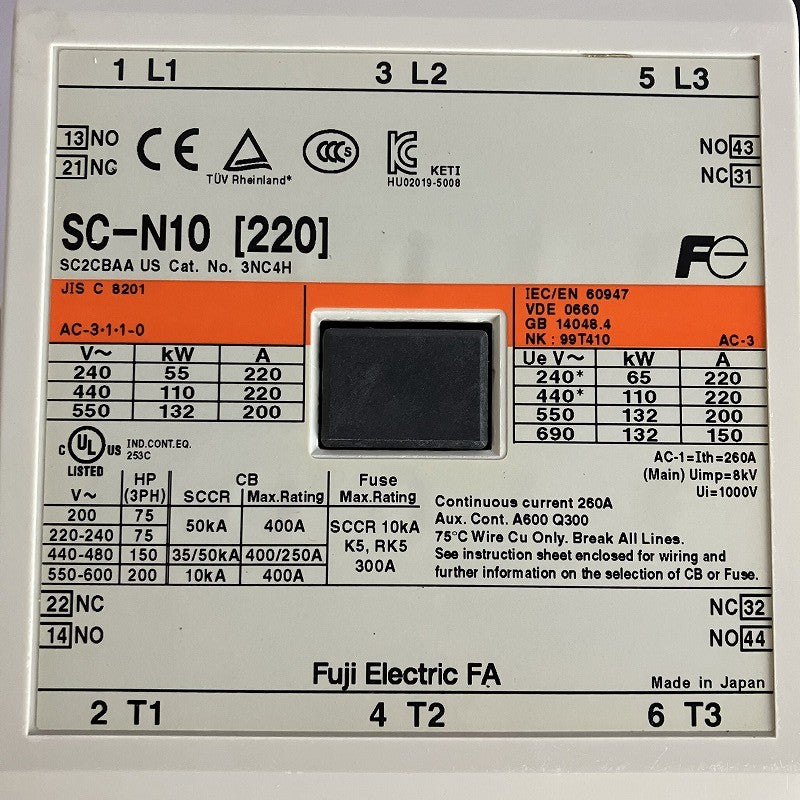 1 L1 3 L2 5 L3
13 NO
21 NC
CE
TÜV Rheinland*
CCC S
KC
KETI
HU02019-5008
NO 43
NC 31
SC-N10 [220]
SC2CBAA US Cat. No. 3NC4H
Fe
JIS C 8201
AC-3·1·1-0
IEC/EN 60947
VDE 0660
GB 14048.4
NK : 99T410 AC-3
V~ kW A
240 55 220
440 110 220
550 132 200
Ue V~ kW A
240* 65 220
440* 110 220
550 132 200
690 132 150
C UL US LISTED
IND.CONT.EQ.
253C
AC-1=Ith=260A
(Main) Uimp=8kV
Ui=1000V
HP CB Fuse
V~ (3PH) SCCR Max.Rating Max.Rating
200 75 50kA 400A SCCR 10kA
220-240 75 K5, RK5
440-480 150 35/50kA 400/250A 300A
550-600 200 10kA 400A
Continuous current 260A
Aux. Cont. A600 Q300
75°C Wire Cu Only. Break All Lines.
See instruction sheet enclosed for wiring and
further information on the selection of CB or Fuse.
22 NC
14 NO
NC 32
NO 44
Fuji Electric FA
Made in Japan
2 T1 4 T2 6 T3